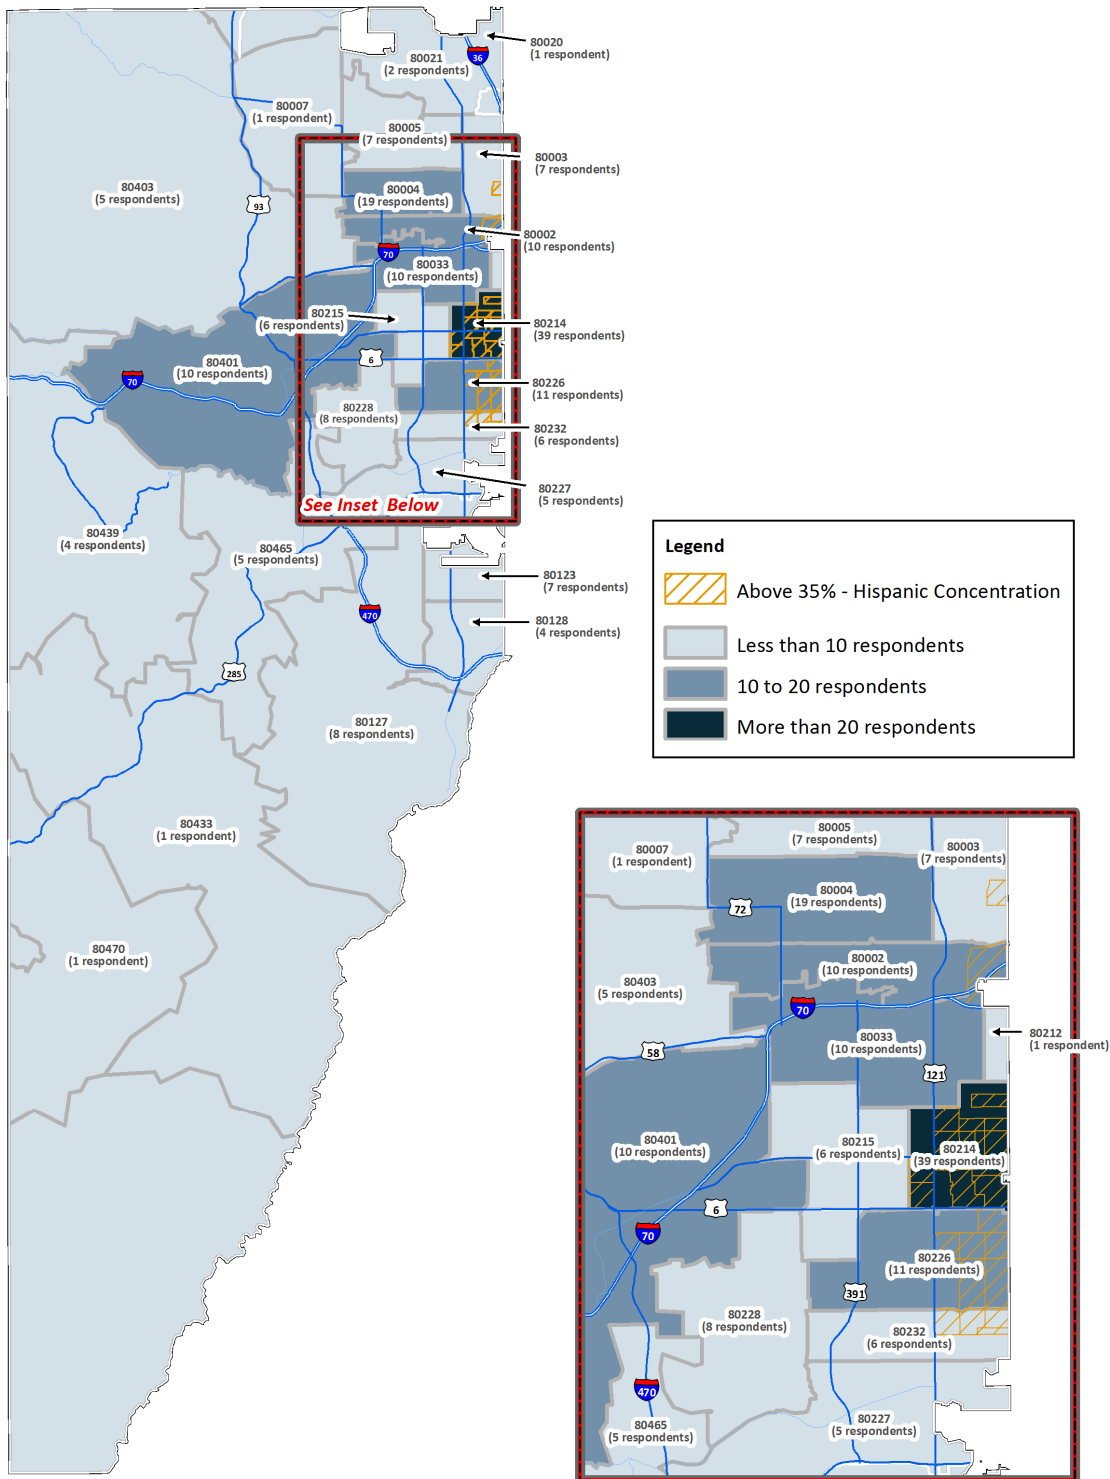 80020
(1 respondent)
36
80021
(2 respondents)
80007
(1 respondent)
80005
(7 respondents)
80003
(7 respondents)
80403
(5 respondents)
93
80004
(19 respondents)
80002
(10 respondents)
70
80033
(10 respondents)
80215
(6 respondents)
80214
(39 respondents)
6
80401
(10 respondents)
70
80226
(11 respondents)
80228
(8 respondents)
80232
(6 respondents)
80227
(5 respondents)
See Inset Below
80439
(4 respondents)
80465
(5 respondents)
80123
(7 respondents)
470
80128
(4 respondents)
285
80127
(8 respondents)
80433
(1 respondent)
80470
(1 respondent)
Legend
Above 35% - Hispanic Concentration
Less than 10 respondents
10 to 20 respondents
More than 20 respondents
80007
(1 respondent)
80005
(7 respondents)
80003
(7 respondents)
80004
(19 respondents)
72
80002
(10 respondents)
80403
(5 respondents)
70
80212
(1 respondent)
58
80033
(10 respondents)
121
80401
(10 respondents)
80215
(6 respondents)
80214
(39 respondents)
6
70
80226
(11 respondents)
391
80228
(8 respondents)
80232
(6 respondents)
470
80465
(5 respondents)
80227
(5 respondents)